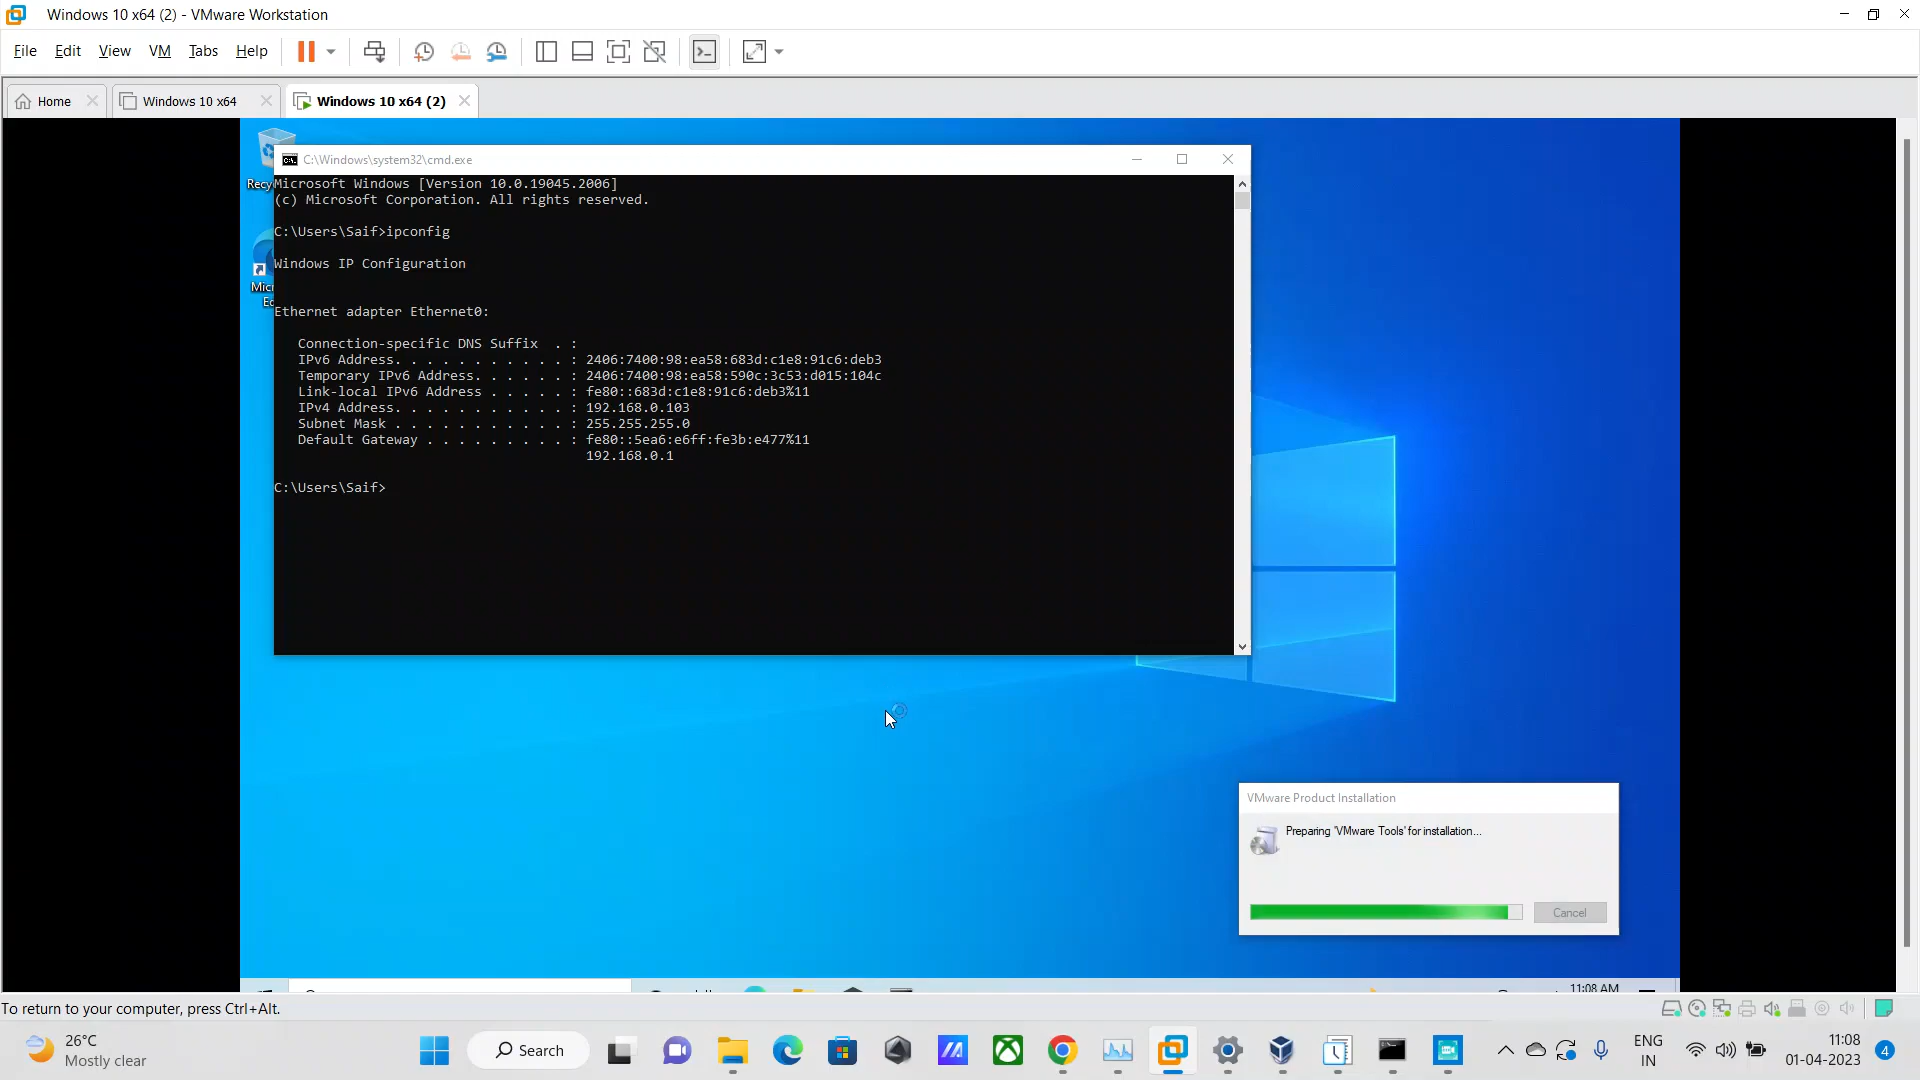 Windows 10 x64 (2) - VMware Workstation
File Edit View VM Tabs Help
Home Windows 10 x64 Windows 10 x64 (2)
C:\Windows\system32\cmd.exe
Microsoft Windows [Version 10.0.19045.2006]
(c) Microsoft Corporation. All rights reserved.
C:\Users\Saif>ipconfig
Windows IP Configuration
Ethernet adapter Ethernet0:
Connection-specific DNS Suffix . :
IPv6 Address. . . . . . . . . . . : 2406:7400:98:ea58:683d:c1e8:91c6:deb3
Temporary IPv6 Address. . . . . . : 2406:7400:98:ea58:590c:3c53:d015:104c
Link-local IPv6 Address . . . . . : fe80::683d:c1e8:91c6:deb3%11
IPv4 Address. . . . . . . . . . . : 192.168.0.103
Subnet Mask . . . . . . . . . . . : 255.255.255.0
Default Gateway . . . . . . . . . : fe80::5ea6:e6ff:fe3b:e477%11
192.168.0.1
C:\Users\Saif>
Recy
Micr
Ed
VMware Product Installation
Preparing 'VMware Tools' for installation...
Cancel
11:08 AM
To return to your computer, press Ctrl+Alt.
26°C
Mostly clear
Search
ENG
IN
11:08
01-04-2023
4